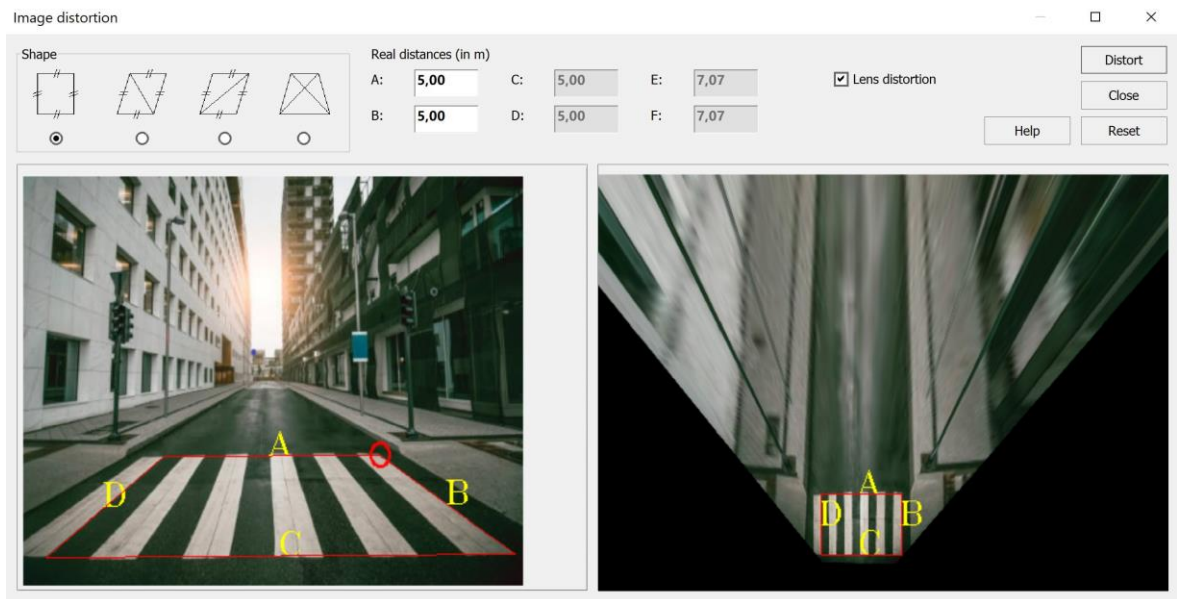 Image distortion
Shape
Real distances (in m)
A: 5,00 C: 5,00 E: 7,07
B: 5,00 D: 5,00 F: 7,07
Lens distortion
Distort
Close
Help Reset
A
D B
C
A
D B
C